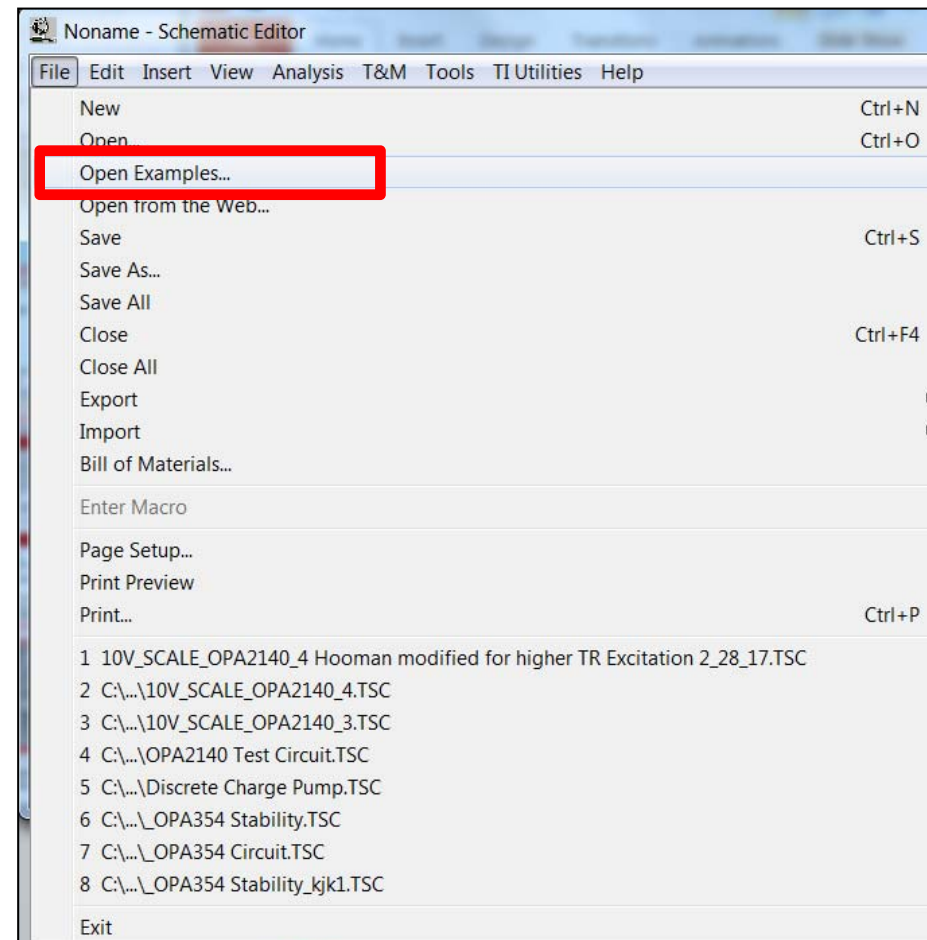 Noname - Schematic Editor
File Edit Insert View Analysis T&M Tools TI Utilities Help
New Ctrl+N
Open... Ctrl+O
Open Examples...
Open from the Web...
Save Ctrl+S
Save As...
Save All
Close Ctrl+F4
Close All
Export
Import
Bill of Materials...
Enter Macro
Page Setup...
Print Preview
Print... Ctrl+P
1 10V_SCALE_OPA2140_4 Hooman modified for higher TR Excitation 2_28_17.TSC
2 C:\...\10V_SCALE_OPA2140_4.TSC
3 C:\...\10V_SCALE_OPA2140_3.TSC
4 C:\...\OPA2140 Test Circuit.TSC
5 C:\...\Discrete Charge Pump.TSC
6 C:\...\_OPA354 Stability.TSC
7 C:\...\_OPA354 Circuit.TSC
8 C:\...\_OPA354 Stability_kjk1.TSC
Exit